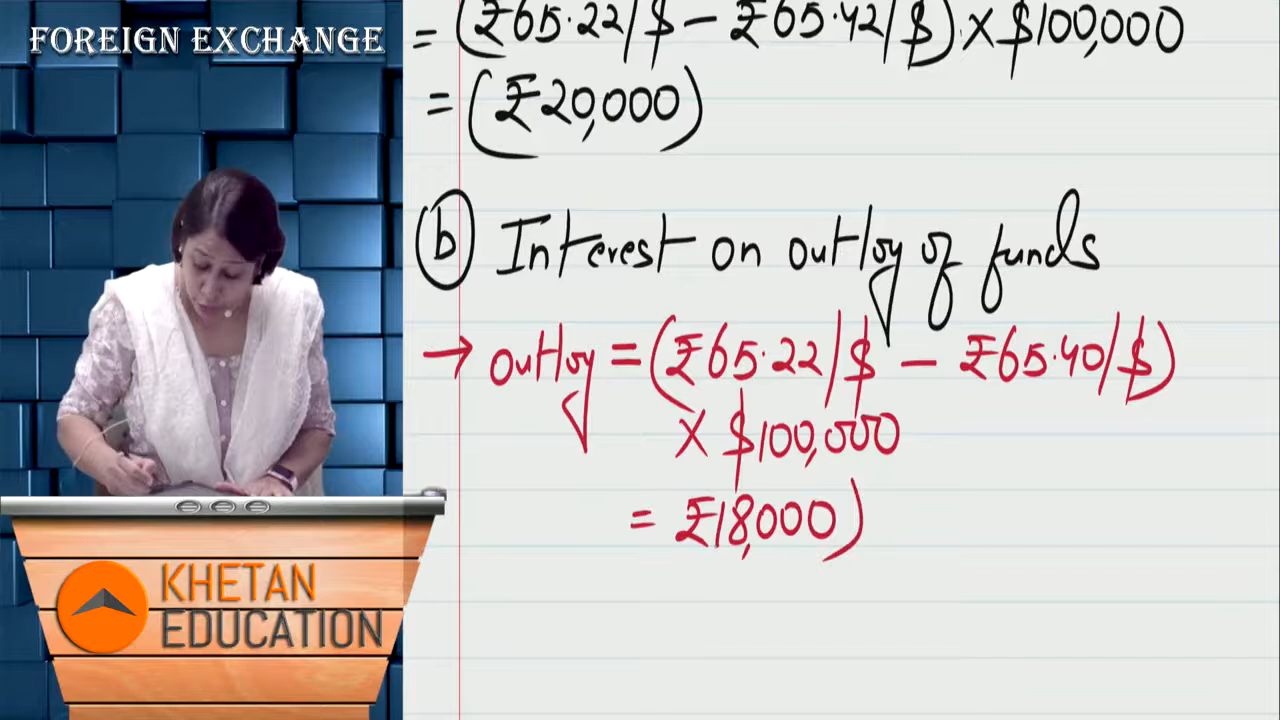 FOREIGN EXCHANGE
= (₹65.22/$ - ₹65.42/$) × $100,000
= (₹20,000)
(b) Interest on outlay of funds
→ outlay = (₹65.22/$ - ₹65.40/$)
× $100,000
= ₹18,000)
KHETAN
EDUCATION